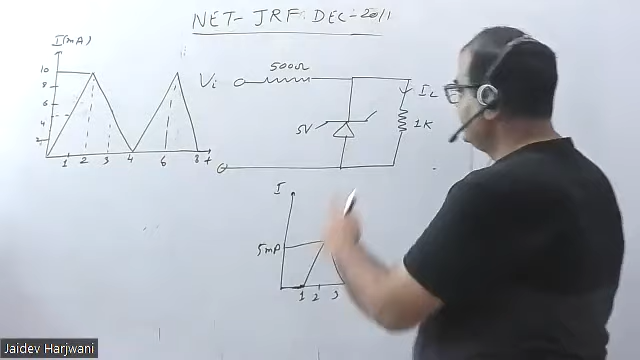 NET-JRF: DEC-2011
I(mA)
10
8
6
4
2
1 2 3 4 6 8 t
Vi
500Ω
5V
IL
1K
I
5mA
1 2 3
Jaidev Harjwani